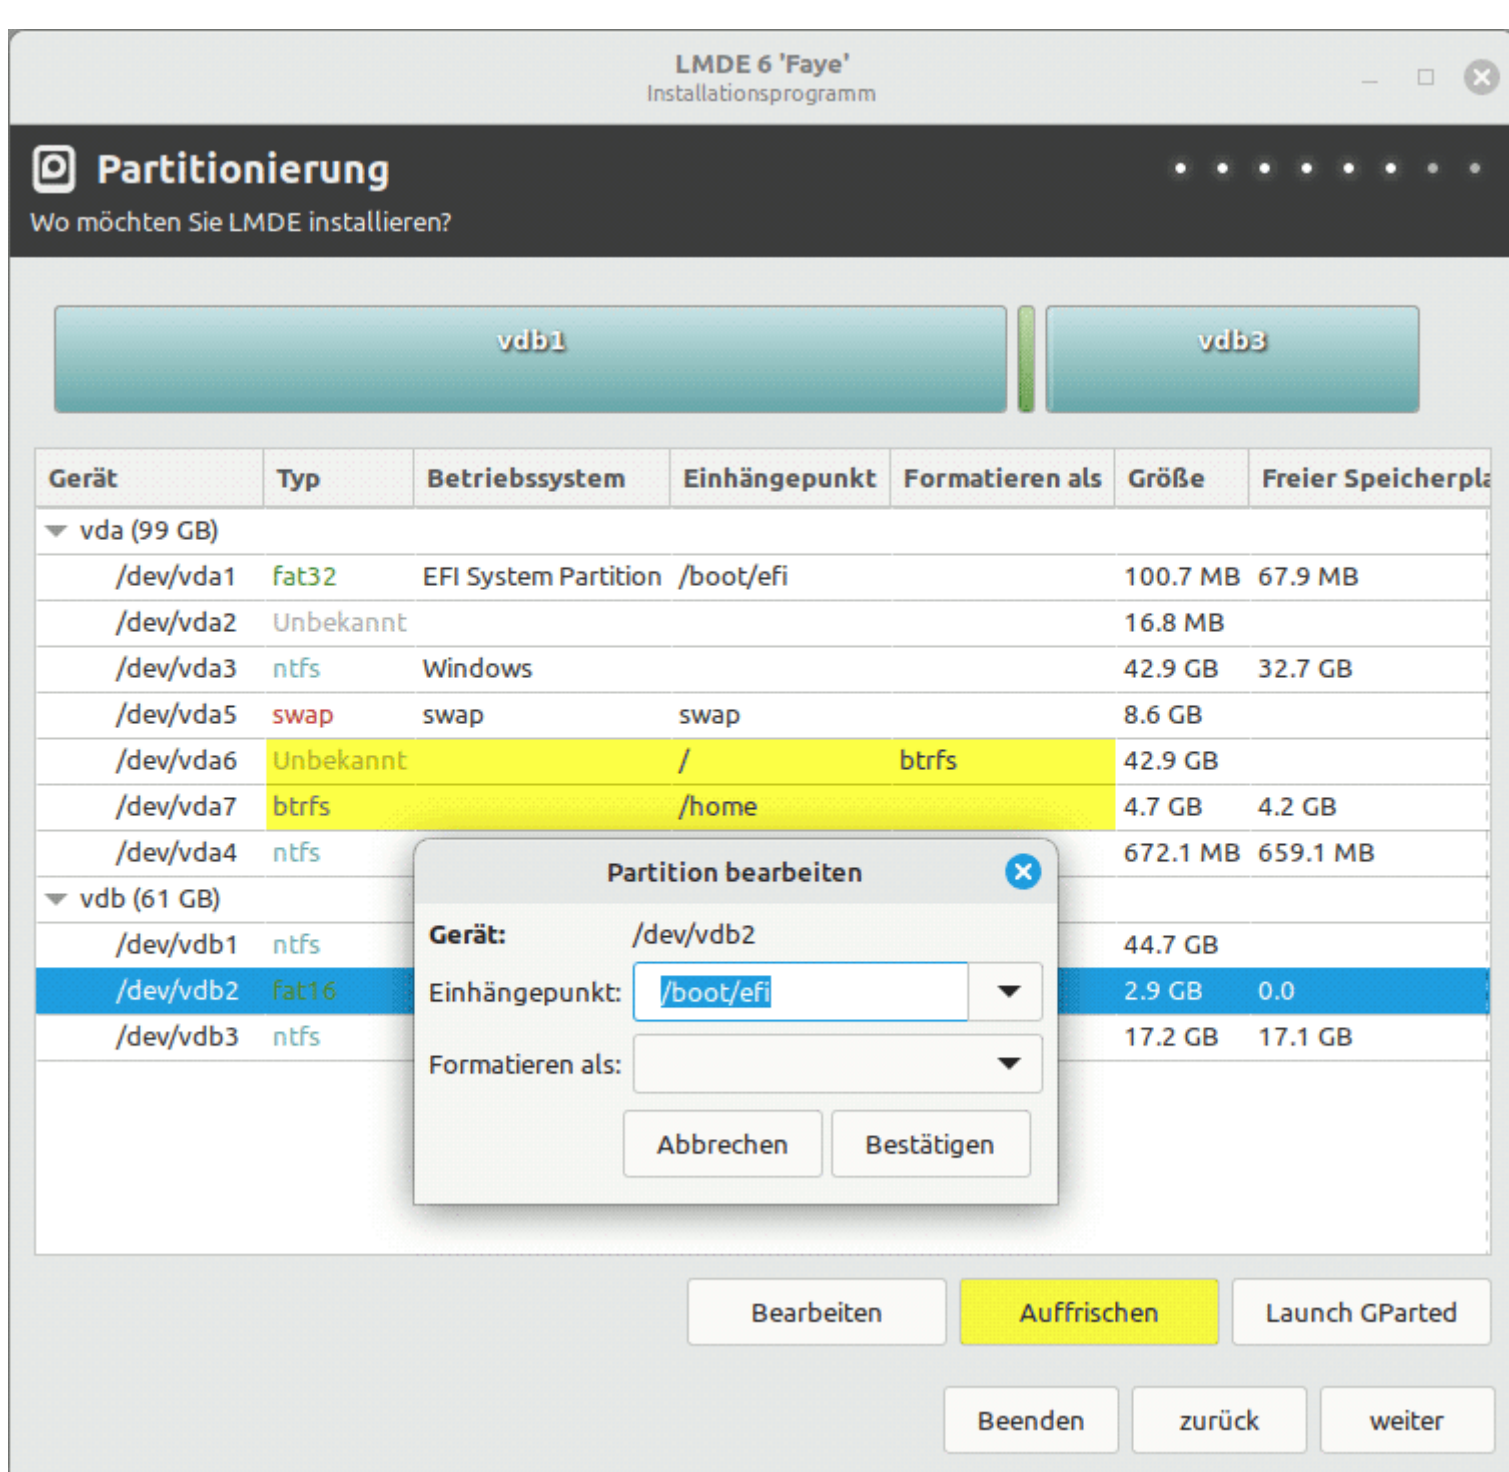 LMDE 6 'Faye'
Installationsprogramm
Partitionierung
Wo möchten Sie LMDE installieren?
vdb1 vdb3
Gerät Typ Betriebssystem Einhängepunkt Formatieren als Größe Freier Speicherpla
vda (99 GB)
/dev/vda1 fat32 EFI System Partition /boot/efi 100.7 MB 67.9 MB
/dev/vda2 Unbekannt 16.8 MB
/dev/vda3 ntfs Windows 42.9 GB 32.7 GB
/dev/vda5 swap swap swap 8.6 GB
/dev/vda6 Unbekannt / btrfs 42.9 GB
/dev/vda7 btrfs /home 4.7 GB 4.2 GB
/dev/vda4 ntfs 672.1 MB 659.1 MB
vdb (61 GB)
/dev/vdb1 ntfs 44.7 GB
/dev/vdb2 fat16 2.9 GB 0.0
/dev/vdb3 ntfs 17.2 GB 17.1 GB
Partition bearbeiten
Gerät: /dev/vdb2
Einhängepunkt: /boot/efi
Formatieren als:
Abbrechen Bestätigen
Bearbeiten Auffrischen Launch GParted
Beenden zurück weiter